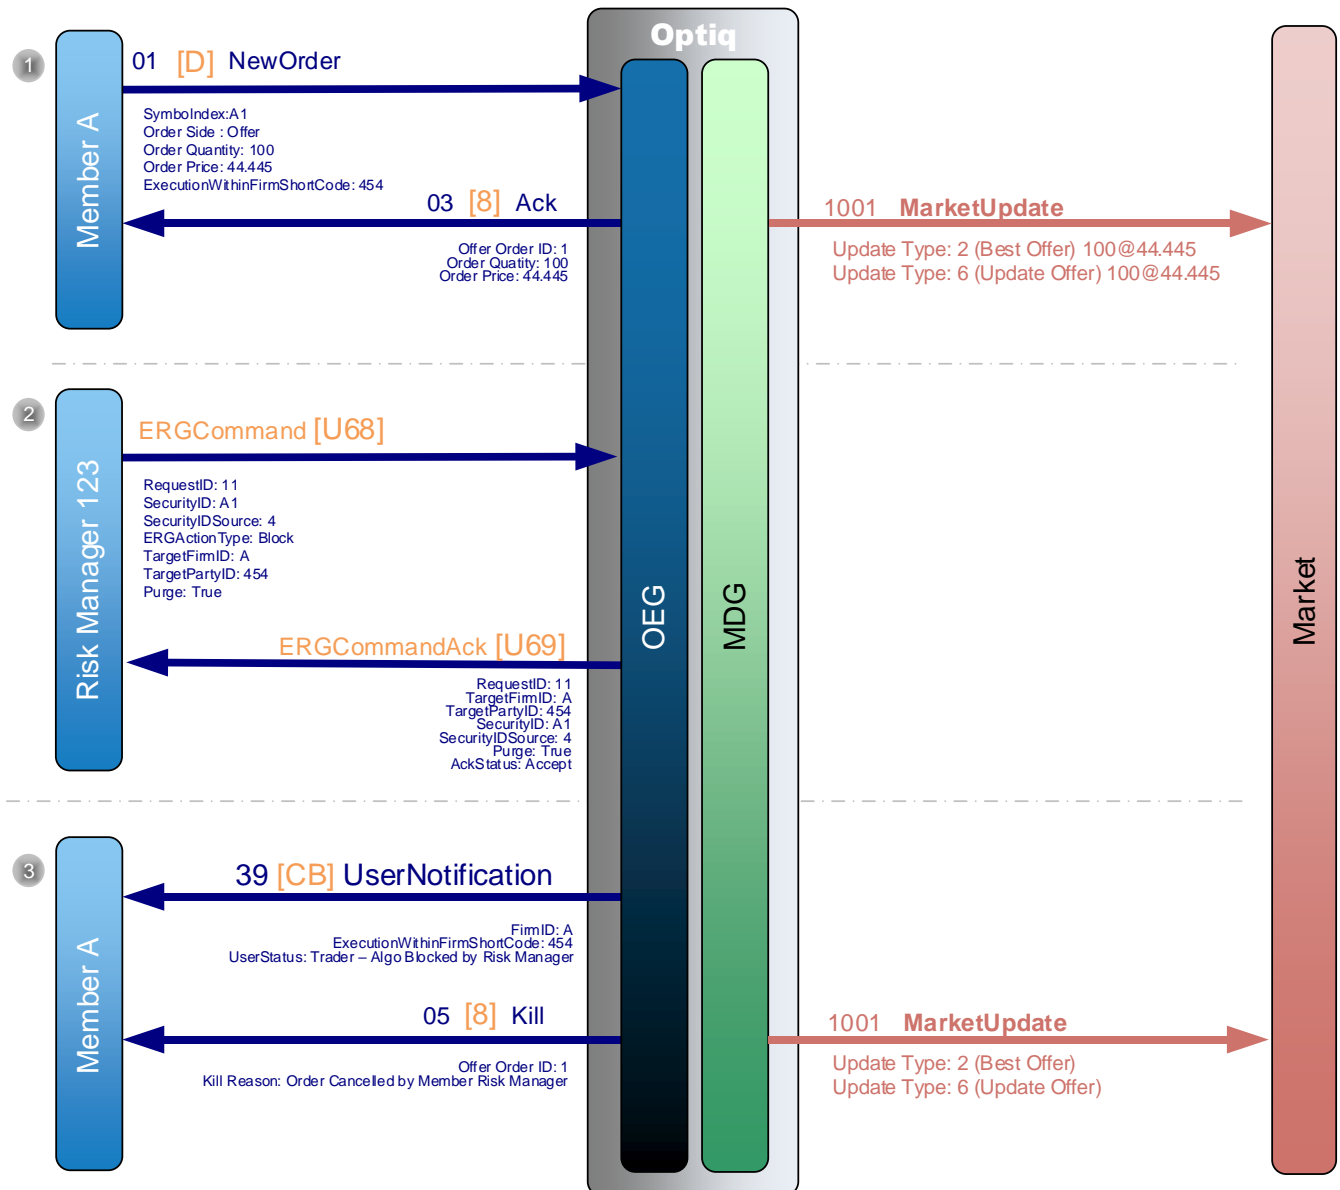 Optiq
1
Member A
01 [D] NewOrder
SymbolIndex:A1
Order Side : Offer
Order Quantity: 100
Order Price: 44.445
ExecutionWithinFirmShortCode: 454
03 [8] Ack
Offer Order ID: 1
Order Quatity: 100
Order Price: 44.445
1001 MarketUpdate
Update Type: 2 (Best Offer) 100@44.445
Update Type: 6 (Update Offer) 100@44.445
2
Risk Manager 123
ERGCommand [U68]
RequestID: 11
SecurityID: A1
SecurityIDSource: 4
ERGActionType: Block
TargetFirmID: A
TargetPartyID: 454
Purge: True
OEG
MDG
Market
ERGCommandAck [U69]
RequestID: 11
TargetFirmID: A
TargetPartyID: 454
SecurityID: A1
SecurityIDSource: 4
Purge: True
AckStatus: Accept
3
Member A
39 [CB] UserNotification
FirmID: A
ExecutionWithinFirmShortCode: 454
UserStatus: Trader – Algo Blocked by Risk Manager
05 [8] Kill
Offer Order ID: 1
Kill Reason: Order Cancelled by Member Risk Manager
1001 MarketUpdate
Update Type: 2 (Best Offer)
Update Type: 6 (Update Offer)